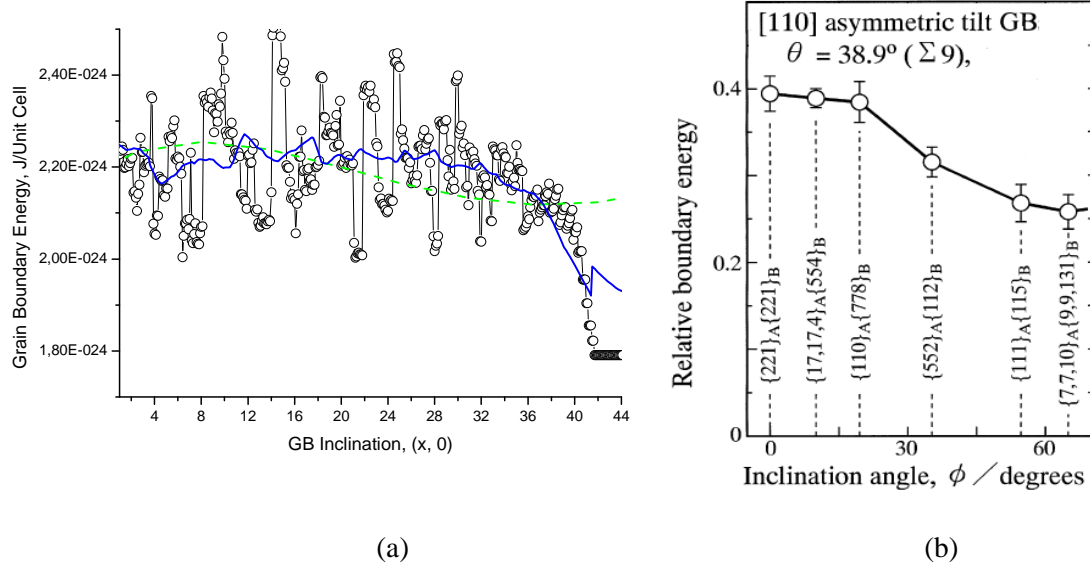 2,40E-024
2,20E-024
2,00E-024
1,80E-024
Grain Boundary Energy, J/Unit Cell
4 8 12 16 20 24 28 32 36 40 44
GB Inclination, (x, 0)
(a)
[110] asymmetric tilt GB
θ = 38.9° (Σ9),
0.4
0.2
0
Relative boundary energy
{221}A{221}B
{17,17,4}A{554}B
{110}A{778}B
{552}A{112}B
{111}A{115}B
{7,7,10}A{9,9,131}B
0 30 60
Inclination angle, ϕ / degrees
(b)